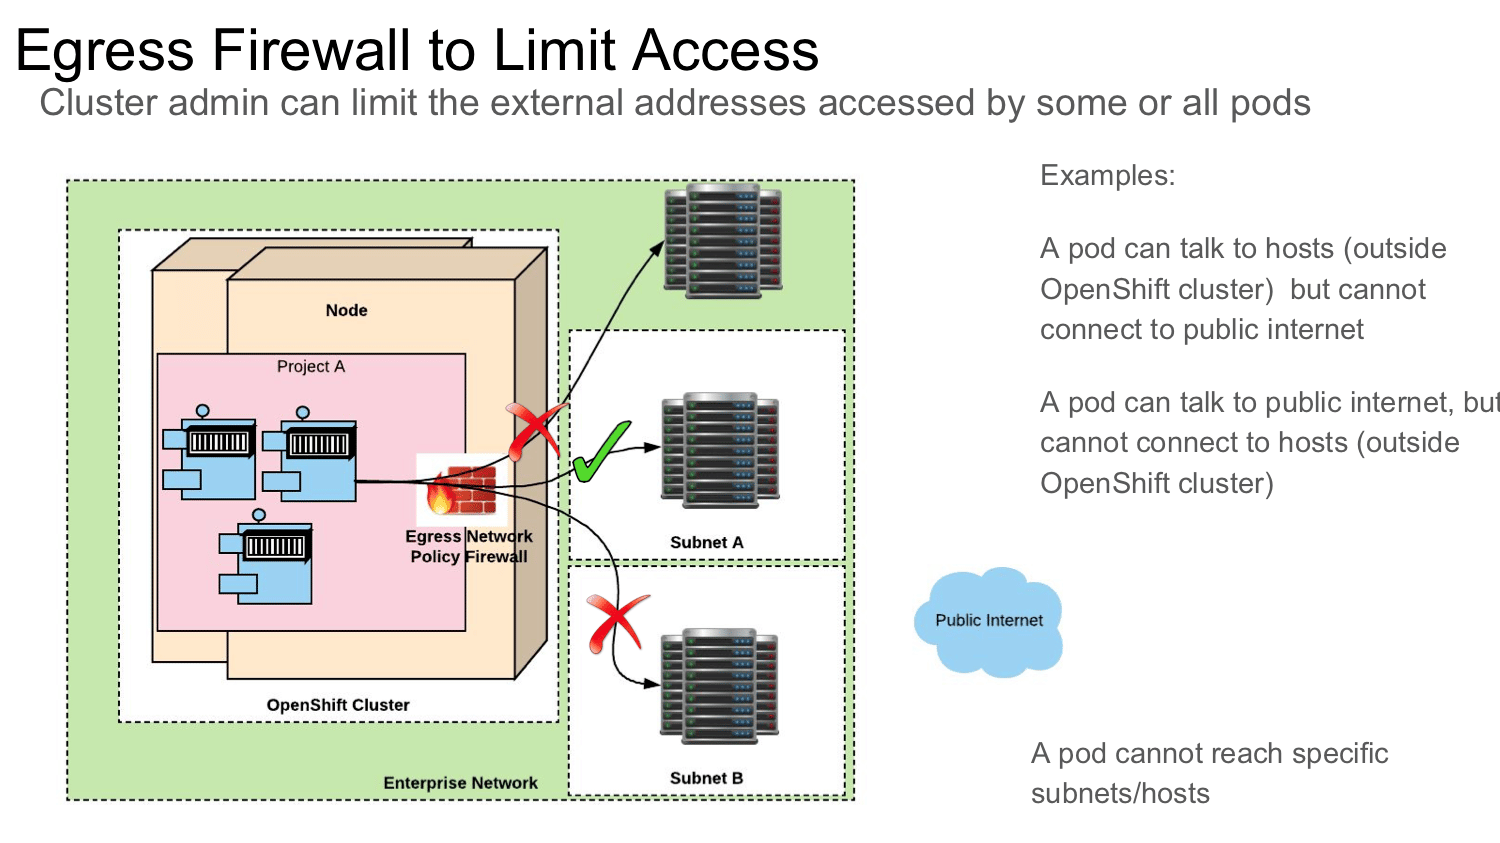 Egress Firewall to Limit Access
Cluster admin can limit the external addresses accessed by some or all pods
Examples:
A pod can talk to hosts (outside
OpenShift cluster)  but cannot
connect to public internet
A pod can talk to public internet, but
cannot connect to hosts (outside
OpenShift cluster)
Node
Project A
Egress Network
Policy Firewall
OpenShift Cluster
Enterprise Network
Subnet A
Subnet B
Public Internet
A pod cannot reach specific
subnets/hosts